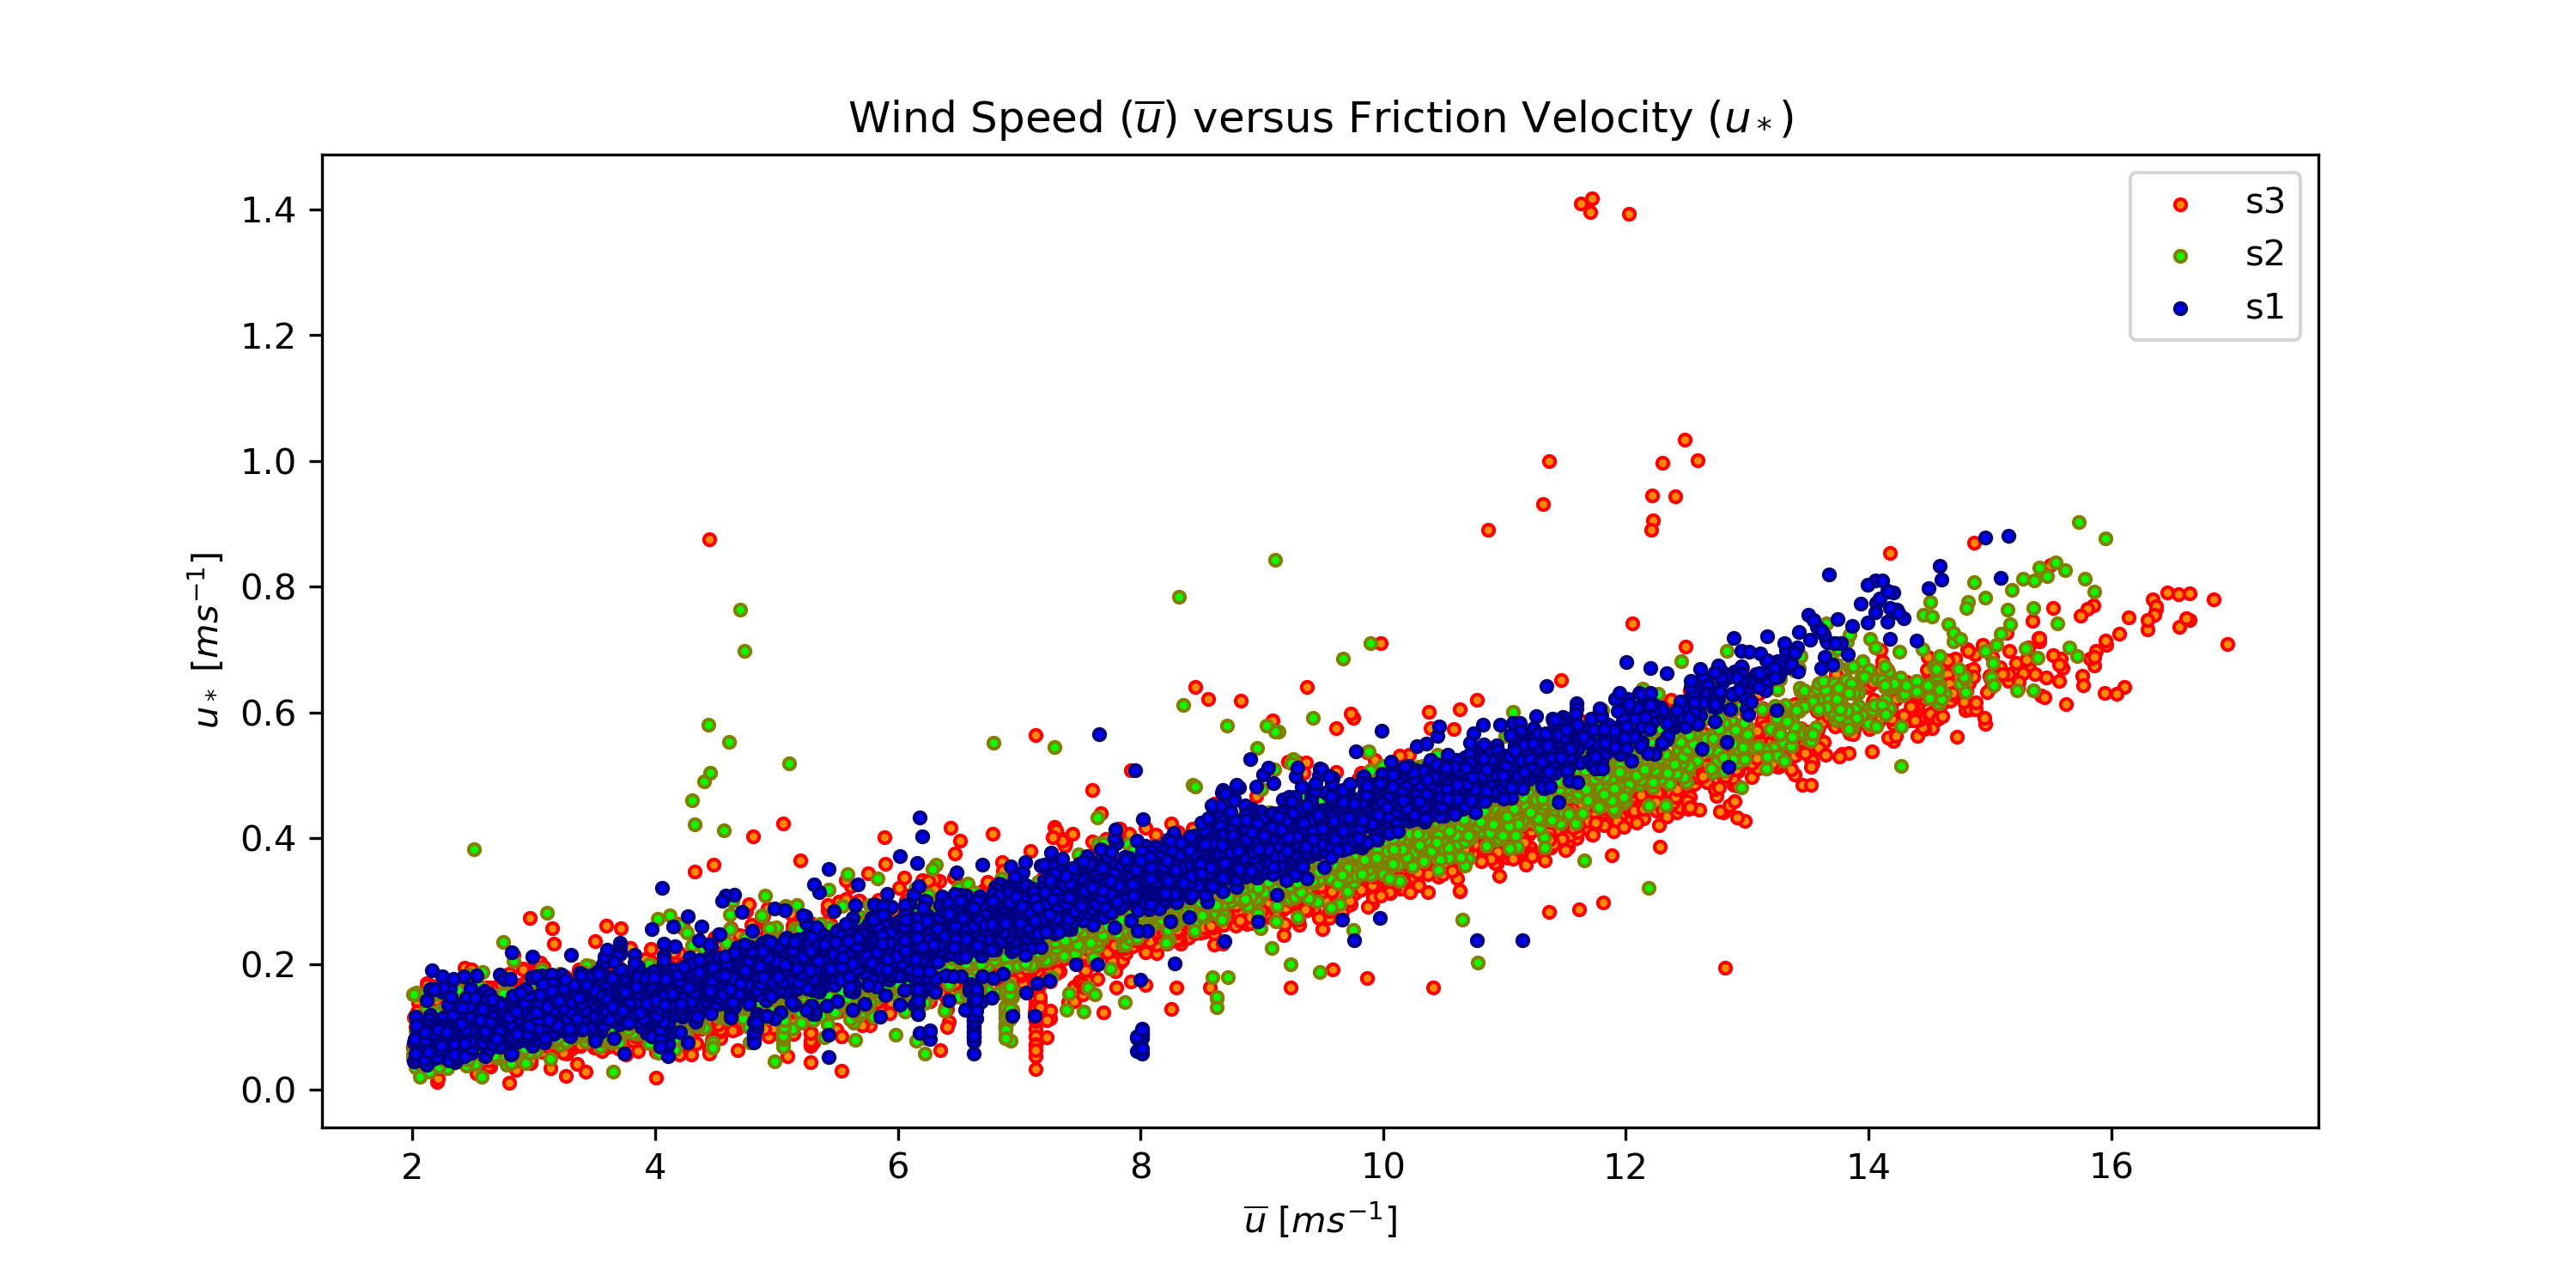 Wind Speed (u̅) versus Friction Velocity (u*)
s3
s2
s1
1.4
1.2
1.0
0.8
0.6
0.4
0.2
0.0
u* [ms⁻¹]
2 4 6 8 10 12 14 16
u̅ [ms⁻¹]